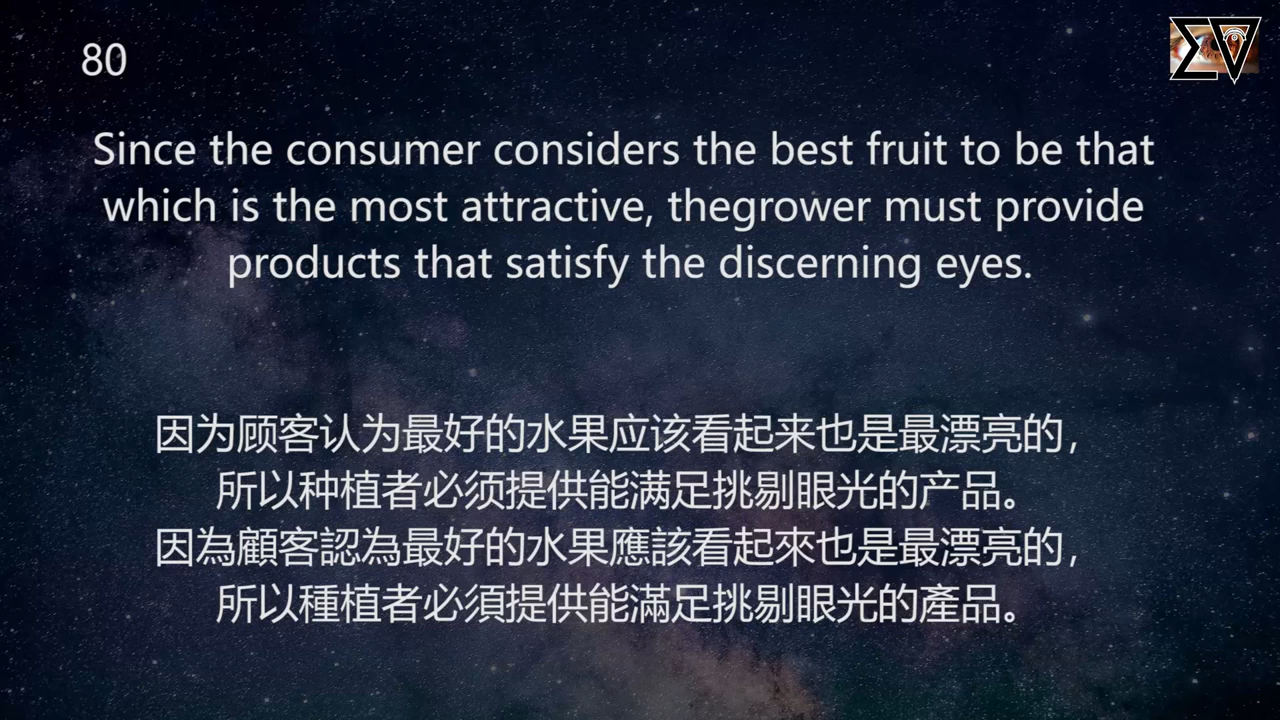 80
Since the consumer considers the best fruit to be that
which is the most attractive, thegrower must provide
products that satisfy the discerning eyes.
因为顾客认为最好的水果应该看起来也是最漂亮的，
所以种植者必须提供能满足挑剔眼光的产品。
因為顧客認為最好的水果應該看起來也是最漂亮的，
所以種植者必須提供能滿足挑剔眼光的產品。